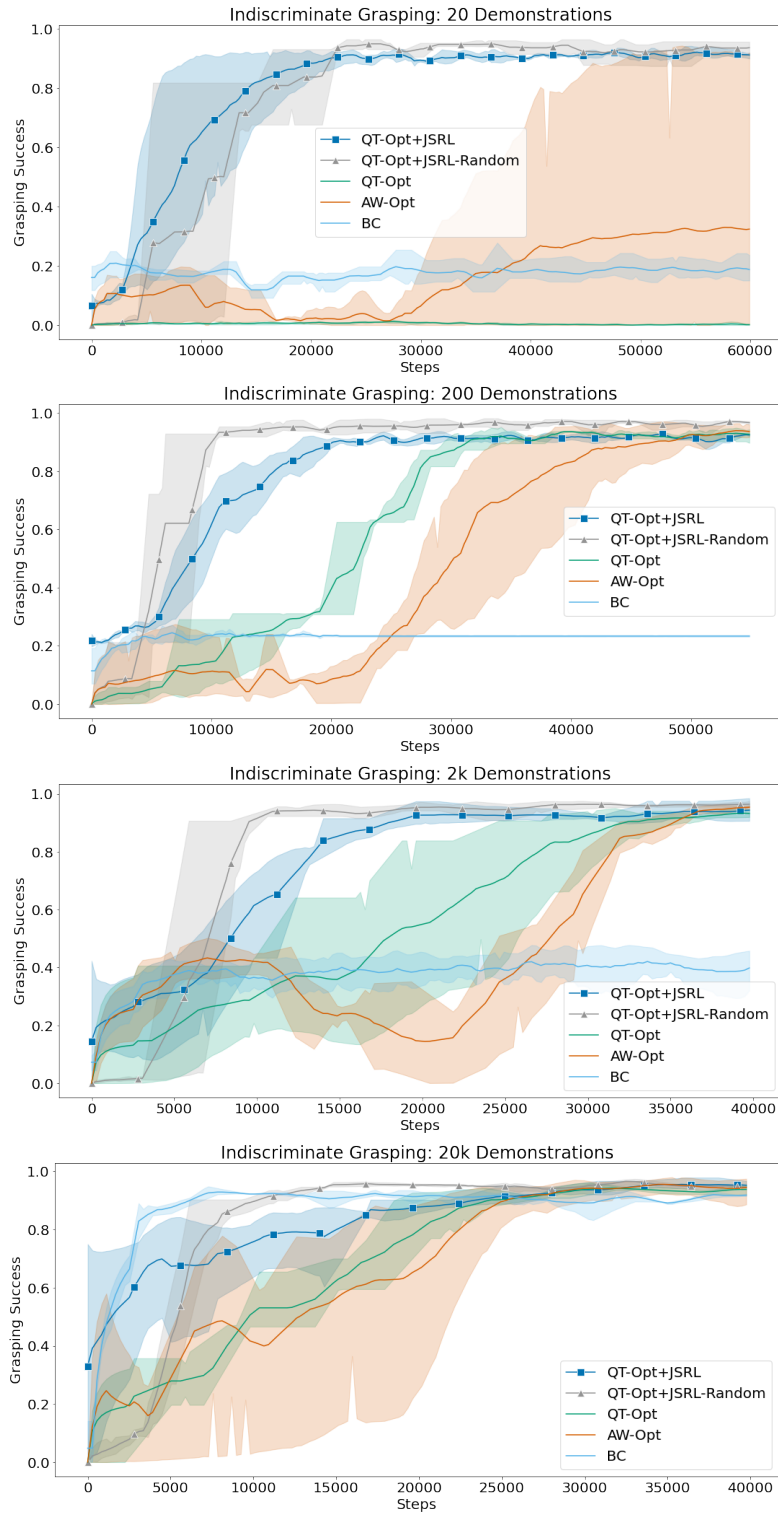 Indiscriminate Grasping: 20 Demonstrations
Grasping Success
1.0
0.8
0.6
0.4
0.2
0.0
QT-Opt+JSRL
QT-Opt+JSRL-Random
QT-Opt
AW-Opt
BC
0 10000 20000 30000 40000 50000 60000
Steps
Indiscriminate Grasping: 200 Demonstrations
Grasping Success
1.0
0.8
0.6
0.4
0.2
0.0
QT-Opt+JSRL
QT-Opt+JSRL-Random
QT-Opt
AW-Opt
BC
0 10000 20000 30000 40000 50000
Steps
Indiscriminate Grasping: 2k Demonstrations
Grasping Success
1.0
0.8
0.6
0.4
0.2
0.0
QT-Opt+JSRL
QT-Opt+JSRL-Random
QT-Opt
AW-Opt
BC
0 5000 10000 15000 20000 25000 30000 35000 40000
Steps
Indiscriminate Grasping: 20k Demonstrations
Grasping Success
1.0
0.8
0.6
0.4
0.2
0.0
QT-Opt+JSRL
QT-Opt+JSRL-Random
QT-Opt
AW-Opt
BC
0 5000 10000 15000 20000 25000 30000 35000 40000
Steps